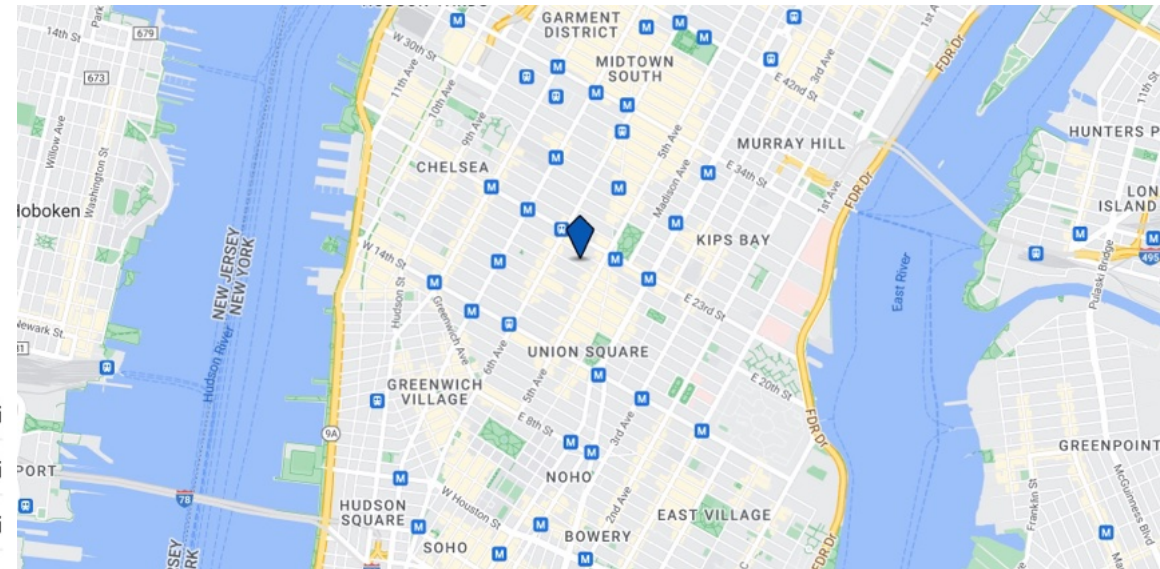 GARMENT
DISTRICT
Park
679
14th St
1st A
FDR Dr
W 30th St
MIDTOWN
SOUTH
3rd Ave
673
11th Ave
10th Ave
E 42nd St
11th St
Willow Ave
Washington St
9th Ave
5th Ave
MURRAY HILL
HUNTERS P
CHELSEA
E 34th St
Madison Ave
1st Ave
FDR Dr
LON
ISLAND
Hoboken
NEW JERSEY
NEW YORK
W 14th St
KIPS BAY
Pulaski Bridge
495
Hudson St
Greenwich Ave
E 23rd St
East River
Newark St
Hudson River
6th Ave
UNION SQUARE
GREENWICH
VILLAGE
5th Ave
E 20th St
E 8th St
3rd Ave
FDR Dr
9A
GREENPOINT
PORT
NOHO
McGuinness Blvd
78
HUDSON
SQUARE
W Houston St
2nd Ave
EAST VILLAGE
Franklin St
SOHO
BOWERY